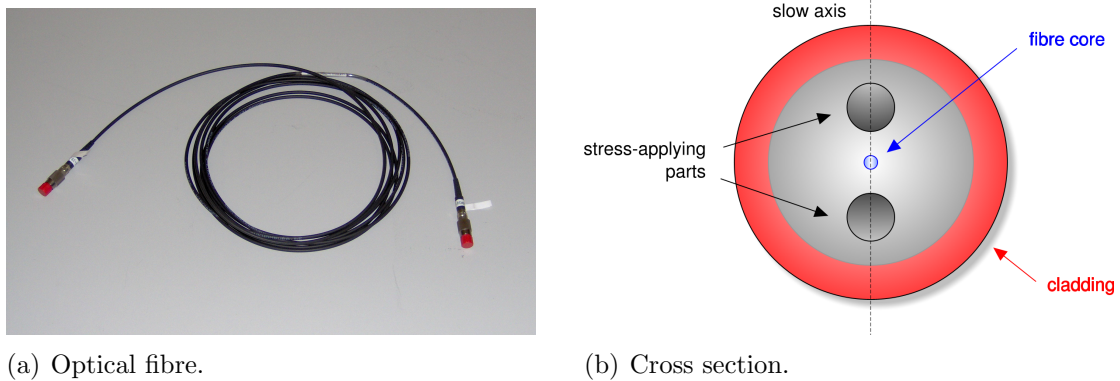 slow axis
fibre core
stress-applying
parts
cladding
(a) Optical fibre.
(b) Cross section.